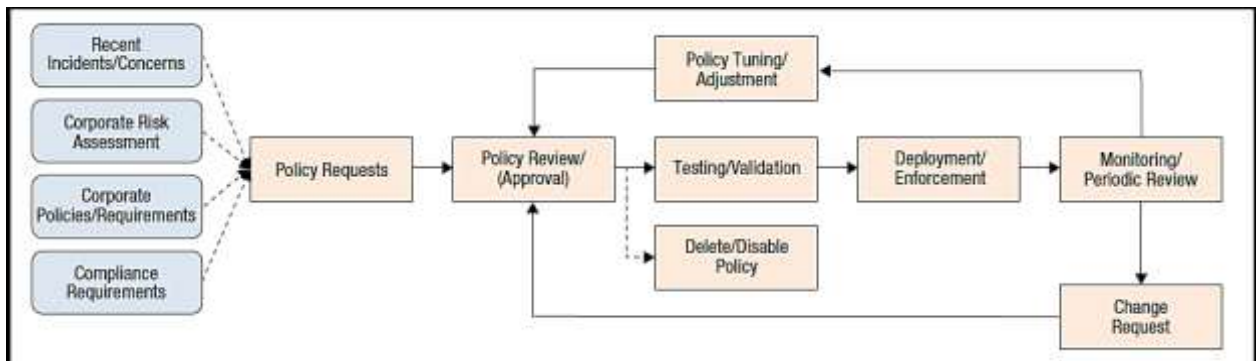 Recent
Incidents/Concerns
Corporate Risk
Assessment
Corporate
Policies/Requirements
Compliance
Requirements
Policy Requests
Policy Review/
(Approval)
Policy Tuning/
Adjustment
Testing/Validation
Delete/Disable
Policy
Deployment/
Enforcement
Monitoring/
Periodic Review
Change
Request